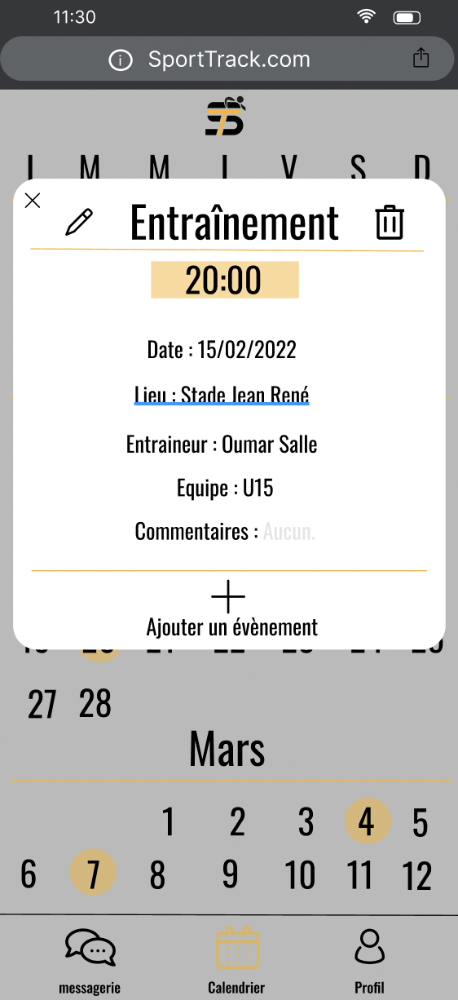 11:30
SportTrack.com
L M M J V S D
Entraînement
20:00
Date : 15/02/2022
Lieu : Stade Jean René
Entraineur : Oumar Salle
Equipe : U15
Commentaires : Aucun.
Ajouter un évènement
27 28
Mars
1 2 3 4 5
6 7 8 9 10 11 12
messagerie Calendrier Profil